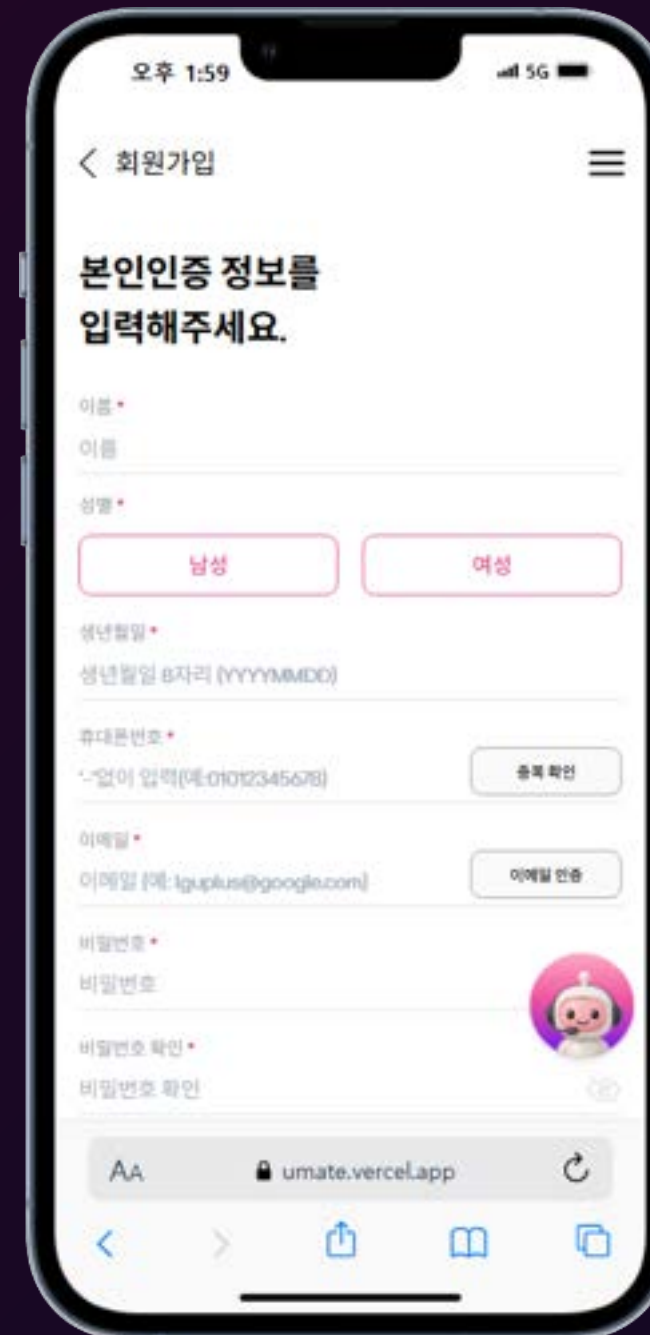 오후 1:59
5G
회원가입
본인인증 정보를
입력해주세요.
이름 *
이름
성별 *
남성 여성
생년월일 *
생년월일 8자리 (YYYYMMDD)
휴대폰번호 *
'-'없이 입력(예:01012345678)
중복 확인
이메일 *
이메일 (예: lguplus@google.com)
이메일 인증
비밀번호 *
비밀번호
비밀번호 확인 *
비밀번호 확인
AA umate.vercel.app